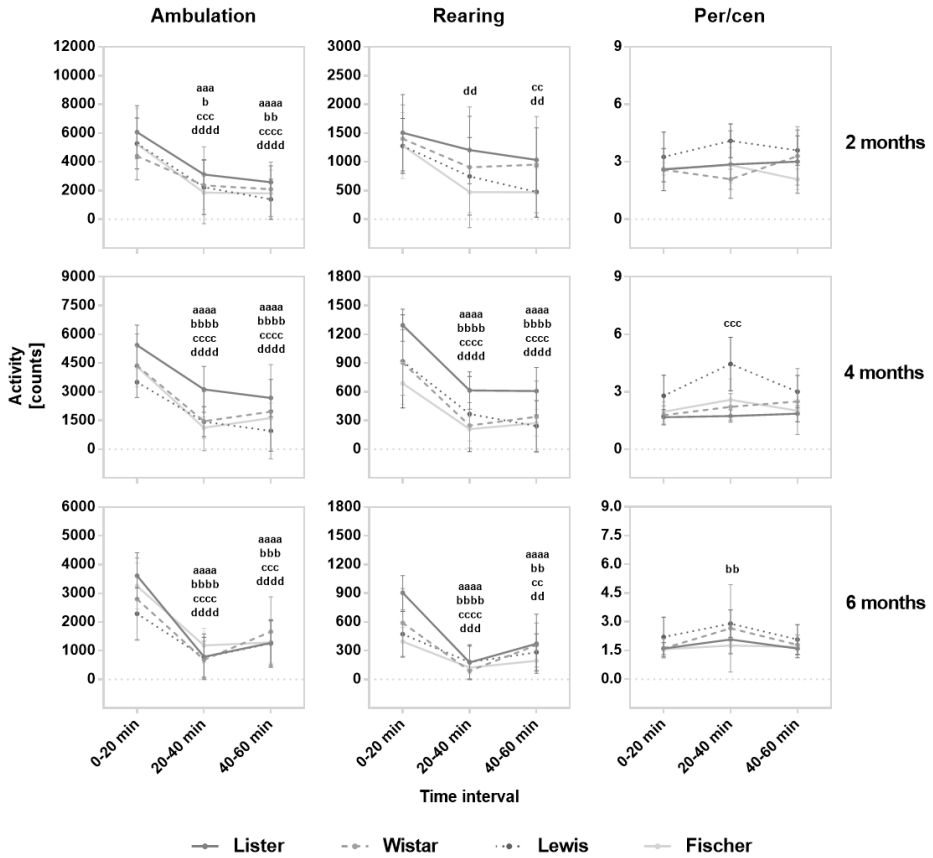 Ambulation Rearing Per/cen
12000
10000
8000
6000
4000
2000
0
aaa
b
ccc
dddd
aaaa
bb
cccc
dddd
3000
2500
2000
1500
1000
500
0
dd
cc
dd
9
6
3
0
2 months
9000
7500
6000
4500
3000
1500
0
aaaa
bbbb
cccc
dddd
aaaa
bbbb
cccc
dddd
1800
1500
1200
900
600
300
0
aaaa
bbbb
cccc
dddd
aaaa
bbbb
cccc
dddd
9
6
3
0
ccc
4 months
Activity
[counts]
6000
5000
4000
3000
2000
1000
0
aaaa
bbbb
cccc
dddd
aaaa
bbb
ccc
dddd
1800
1500
1200
900
600
300
0
aaaa
bbbb
cccc
ddd
aaaa
bb
cc
dd
9.0
7.5
6.0
4.5
3.0
1.5
0.0
bb
6 months
0-20 min 20-40 min 40-60 min
0-20 min 20-40 min 40-60 min
0-20 min 20-40 min 40-60 min
Time interval
Lister Wistar Lewis Fischer